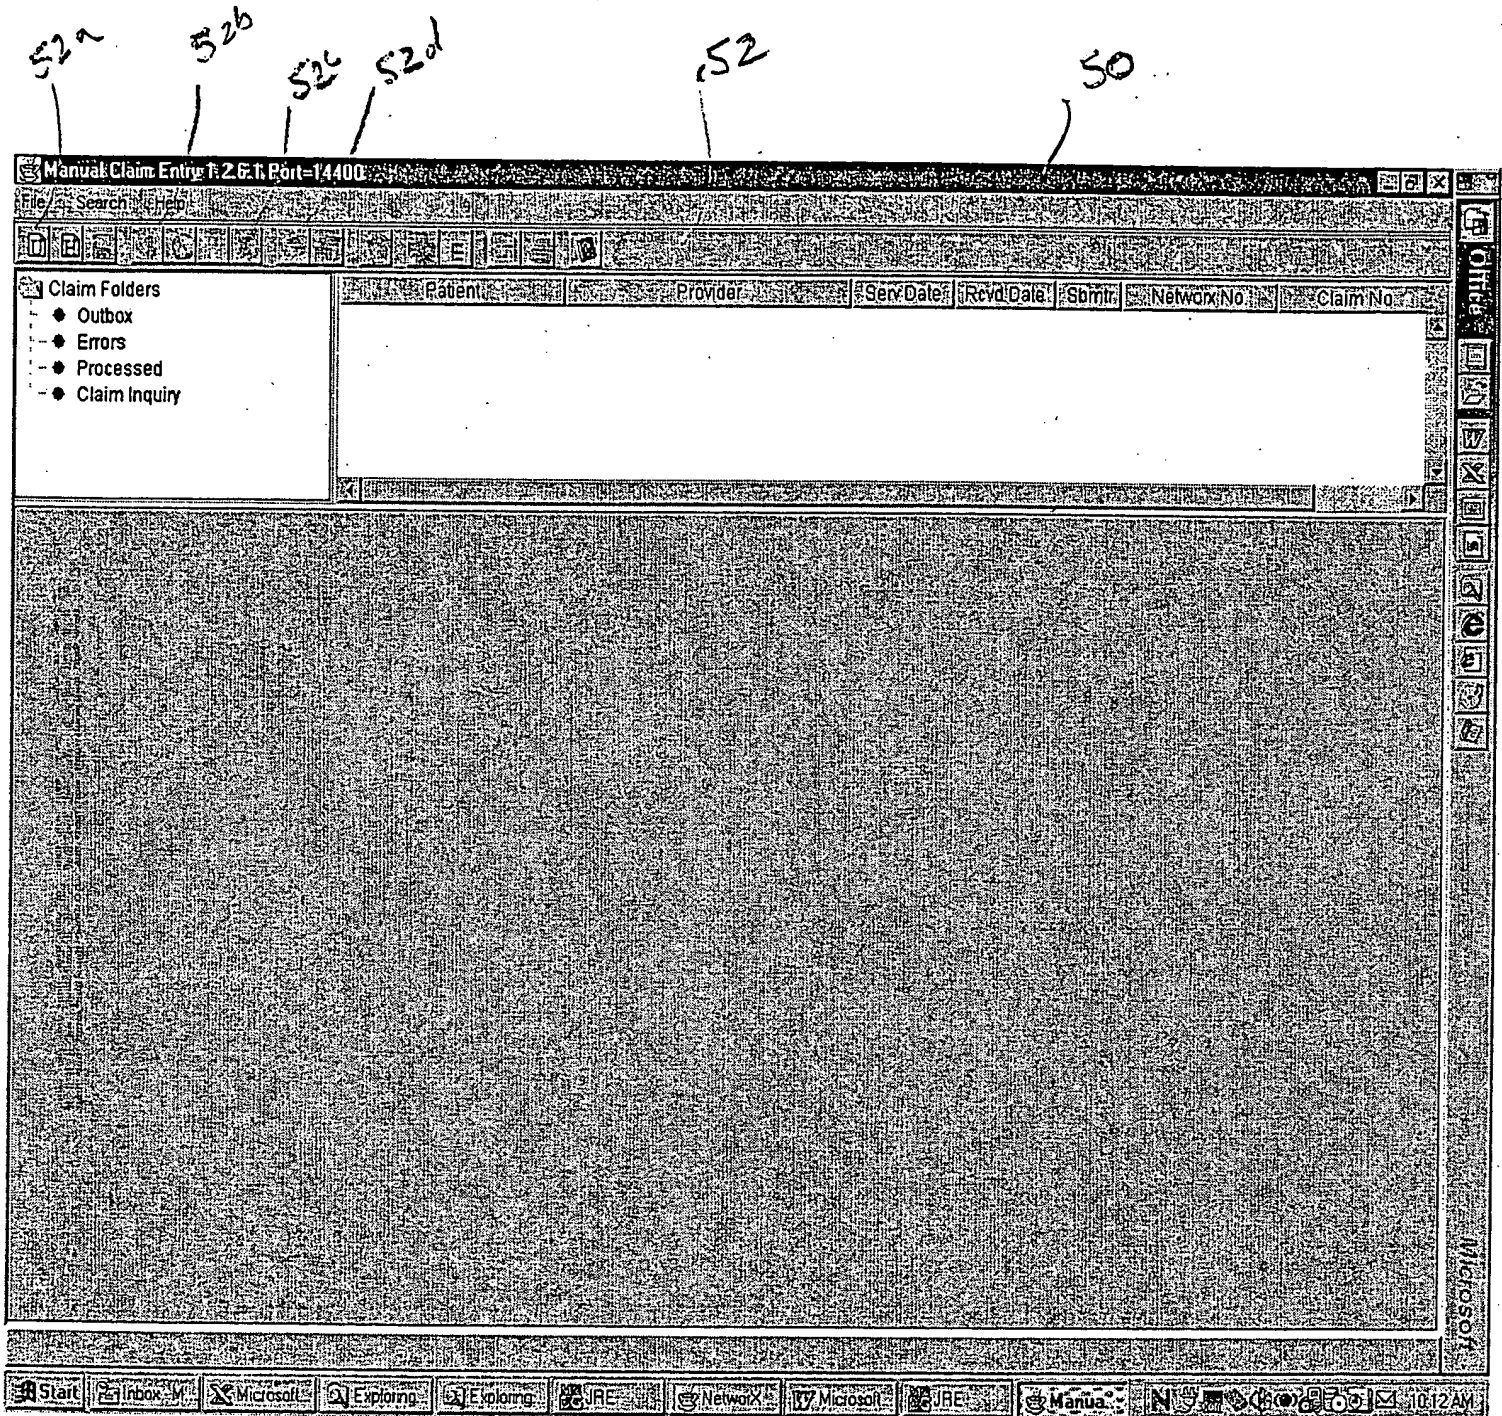 52a 52b 52c 52d 52 50
Manual Claim Entry 1.2.6.1 Port=14400
File Search Help
Claim Folders
Outbox
Errors
Processed
Claim Inquiry
Patient Provider Serv Date Rcvd Date Sbmtr Networx No Claim No
Office
Microsoft
Start Inbox M Microsoft Exploring Exploring JRE NetworX Microsoft JRE Manua... 10:12 AM